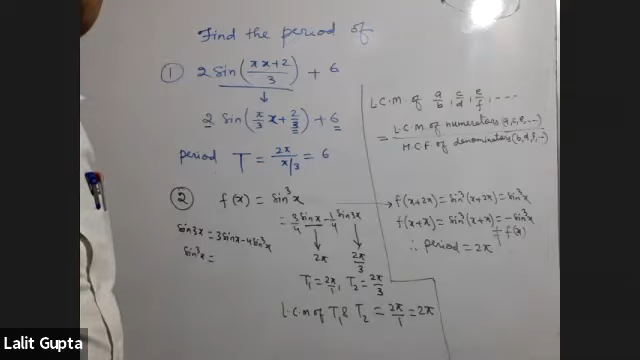 Find the period of
① 2 Sin(πx+2/3) + 6
2 Sin(π/3 x + 2/3) + 6
period T = 2π/π/3 = 6
② f(x) = Sin³x
= 3/4 Sinx - 1/4 Sin3x
Sin3x = 3Sinx - 4Sin³x
Sin³x =
2π 2π/3
T₁ = 2π/1, T₂ = 2π/3
L.C.M of T₁ & T₂ = 2π/1 = 2π
L.C.M of a/b, c/d, e/f, ....
= L.C.M of numerators (a, c, e, ...) / H.C.F of denominators (b, d, f, ..)
f(x+2π) = Sin³(x+2π) = Sin³x
f(x+π) = Sin³(x+π) = -Sin³x
≠ f(x)
∴ period = 2π
Lalit Gupta